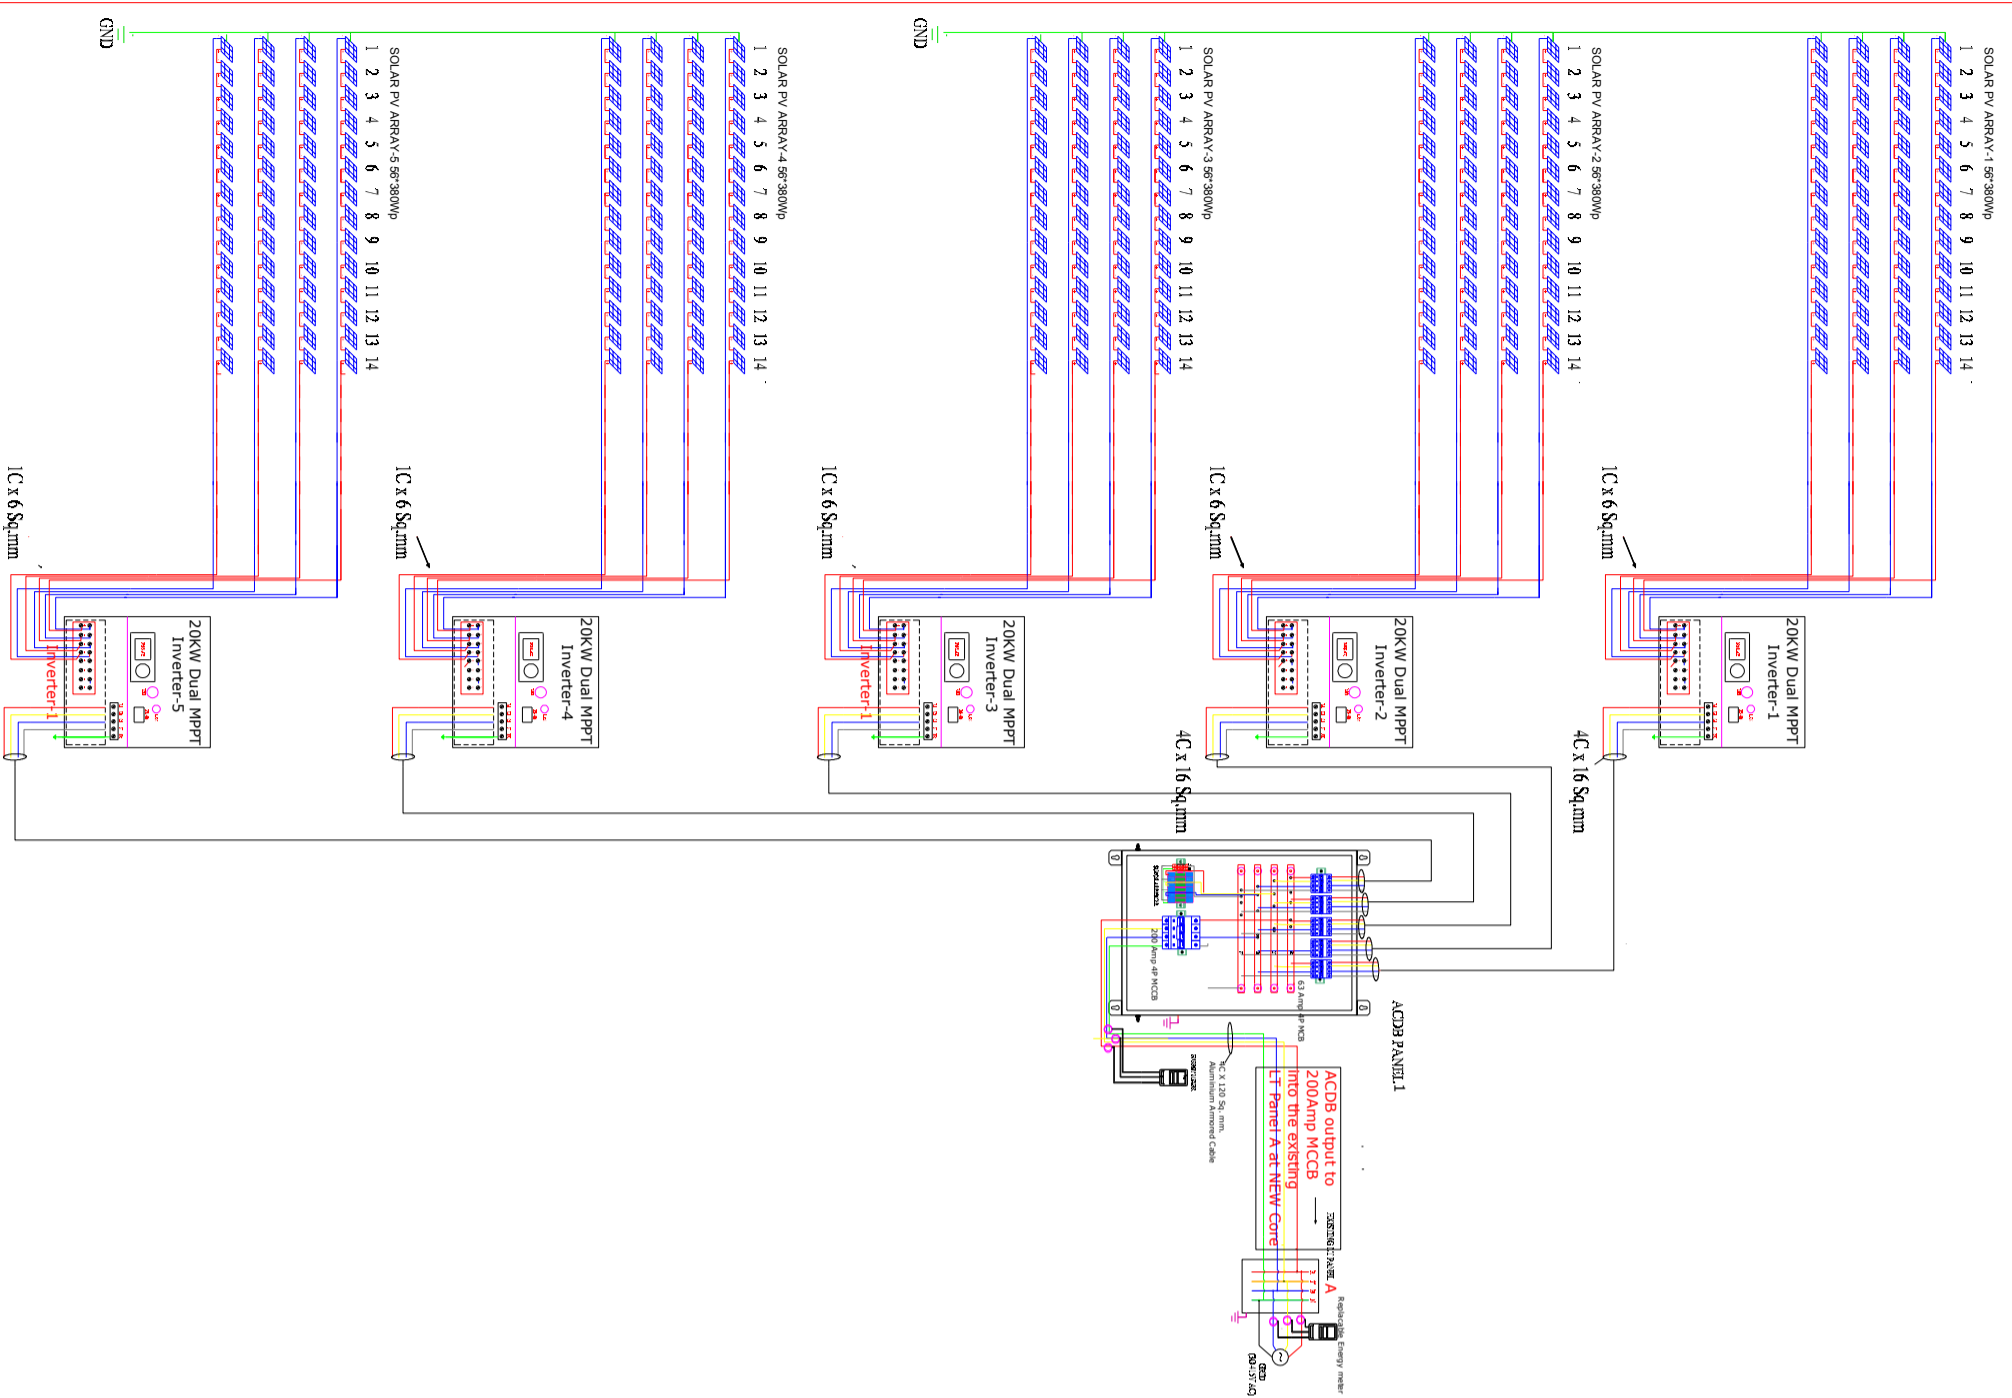 SOLAR PV ARRAY-1 56*380Wp
1 2 3 4 5 6 7 8 9 10 11 12 13 14
SOLAR PV ARRAY-2 56*380Wp
1 2 3 4 5 6 7 8 9 10 11 12 13 14
SOLAR PV ARRAY-3 56*380Wp
1 2 3 4 5 6 7 8 9 10 11 12 13 14
GND
SOLAR PV ARRAY-4 56*380Wp
1 2 3 4 5 6 7 8 9 10 11 12 13 14
SOLAR PV ARRAY-5 56*380Wp
1 2 3 4 5 6 7 8 9 10 11 12 13 14
GND
1C x 6 Sq.mm
1C x 6 Sq.mm
1C x 6 Sq.mm
1C x 6 Sq.mm
1C x 6 Sq.mm
20KW Dual MPPT
Inverter-1
20KW Dual MPPT
Inverter-2
20KW Dual MPPT
Inverter-3
Inverter-1
20KW Dual MPPT
Inverter-4
20KW Dual MPPT
Inverter-5
Inverter-1
4C x 16 Sq.mm
4C x 16 Sq.mm
ACDB PANEL1
63 Amp 4P MCB
200 Amp 4P MCCB
4C X 120 Sq. mm.
Aluminium Armored Cable
ACDB output to
200Amp MCCB
into the existing
LT Panel A at NEW Core
EXISTING LT PANEL A
Replacable Energy meter
GRID